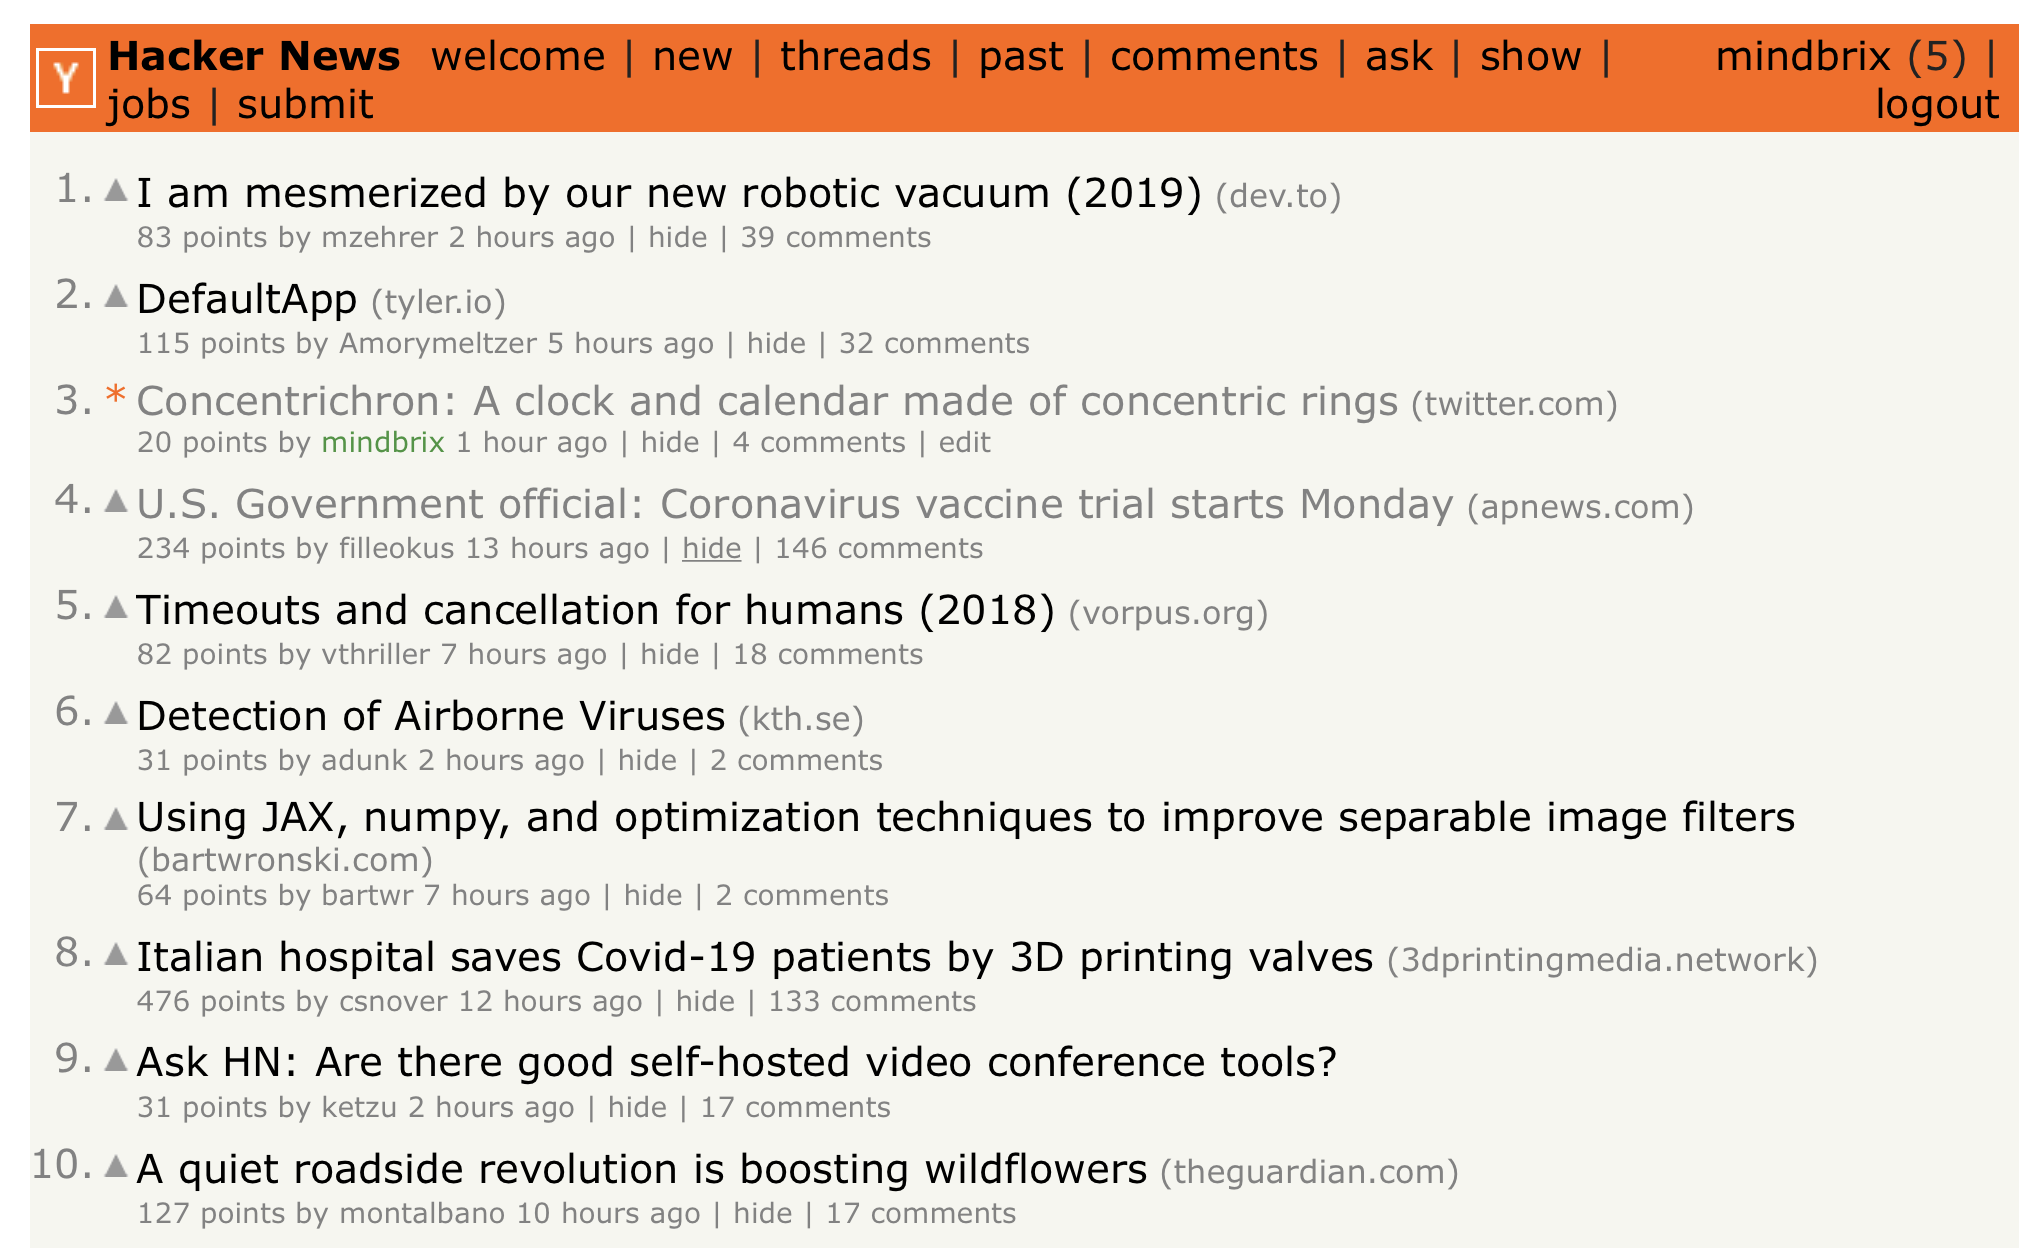 Y Hacker News welcome | new | threads | past | comments | ask | show | mindbrix (5) |
jobs | submit logout
1. ▲ I am mesmerized by our new robotic vacuum (2019) (dev.to)
83 points by mzehrer 2 hours ago | hide | 39 comments
2. ▲ DefaultApp (tyler.io)
115 points by Amorymeltzer 5 hours ago | hide | 32 comments
3. * Concentrichron: A clock and calendar made of concentric rings (twitter.com)
20 points by mindbrix 1 hour ago | hide | 4 comments | edit
4. ▲ U.S. Government official: Coronavirus vaccine trial starts Monday (apnews.com)
234 points by filleokus 13 hours ago | hide | 146 comments
5. ▲ Timeouts and cancellation for humans (2018) (vorpus.org)
82 points by vthriller 7 hours ago | hide | 18 comments
6. ▲ Detection of Airborne Viruses (kth.se)
31 points by adunk 2 hours ago | hide | 2 comments
7. ▲ Using JAX, numpy, and optimization techniques to improve separable image filters
(bartwronski.com)
64 points by bartwr 7 hours ago | hide | 2 comments
8. ▲ Italian hospital saves Covid-19 patients by 3D printing valves (3dprintingmedia.network)
476 points by csnover 12 hours ago | hide | 133 comments
9. ▲ Ask HN: Are there good self-hosted video conference tools?
31 points by ketzu 2 hours ago | hide | 17 comments
10. ▲ A quiet roadside revolution is boosting wildflowers (theguardian.com)
127 points by montalbano 10 hours ago | hide | 17 comments